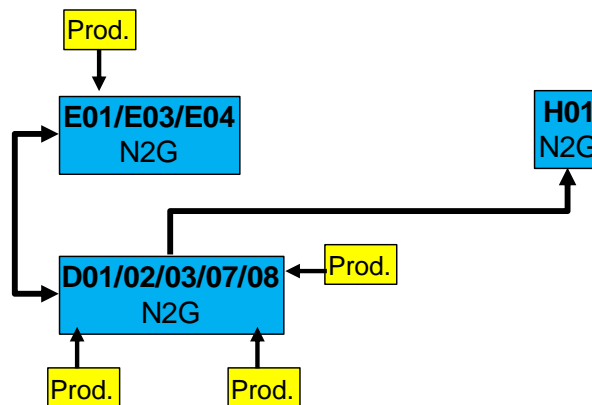 Prod.
E01/E03/E04
N2G
H01
N2G
D01/02/03/07/08
N2G
Prod.
Prod.
Prod.